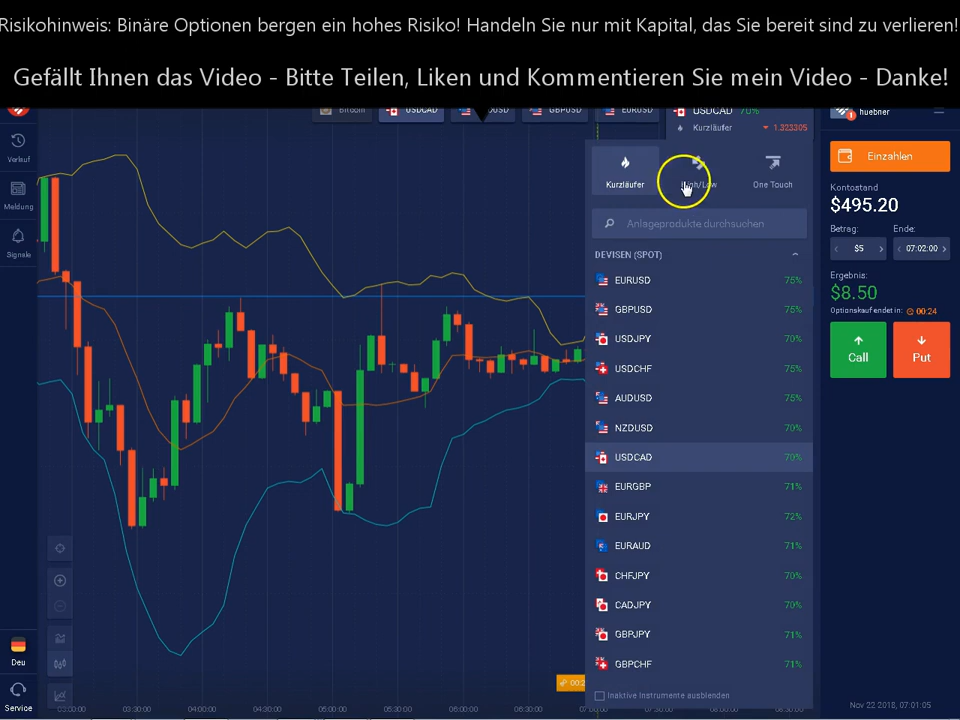 Risikohinweis: Binäre Optionen bergen ein hohes Risiko! Handeln Sie nur mit Kapital, das Sie bereit sind zu verlieren!
Gefällt Ihnen das Video - Bitte Teilen, Liken und Kommentieren Sie mein Video - Danke!
Bitcoin USDCAD GBPUSD EURUSD USDCAD 70%
Kurzläufer 1.323305
huebner
Verlauf
Meldung
Signale
Kurzläufer High/Low One Touch
Anlageprodukte durchsuchen
DEVISEN (SPOT)
EURUSD 75%
GBPUSD 75%
USDJPY 70%
USDCHF 75%
AUDUSD 75%
NZDUSD 70%
USDCAD 70%
EURGBP 71%
EURJPY 72%
EURAUD 71%
CHFJPY 70%
CADJPY 70%
GBPJPY 71%
GBPCHF 71%
Inaktive Instrumente ausblenden
Einzahlen
Kontostand
$495.20
Betrag: Ende:
$5 07:02:00
Ergebnis:
$8.50
Optionskauf endet in: 00:24
Call Put
Deu
Service
03:30:00 04:00:00 04:30:00 05:00:00 05:30:00 06:00:00 06:30:00
Nov 22 2018, 07:01:05